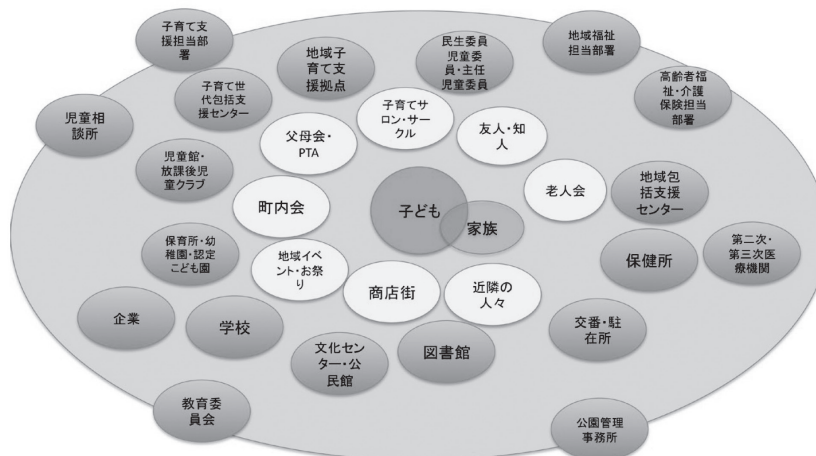 子育て支
援担当部
署
地域福祉
担当部署
地域子
育て支
援拠点
民生委員
児童委
員・主任
児童委員
子育て世
代包括支
援センター
高齢者福
祉・介護
保険担当
部署
児童相
談所
子育てサ
ロン・サー
クル
父母会・
PTA
友人・知
人
児童館・
放課後児
童クラブ
老人会
地域包
括支援
センター
町内会
子ども
家族
保育所・幼
稚園・認定
こども園
地域イベ
ント・お祭
り
保健所
第二次・
第三次医
療機関
商店街
近隣の
人々
企業
学校
交番・駐
在所
文化セン
ター・公
民館
図書館
教育委
員会
公園管理
事務所